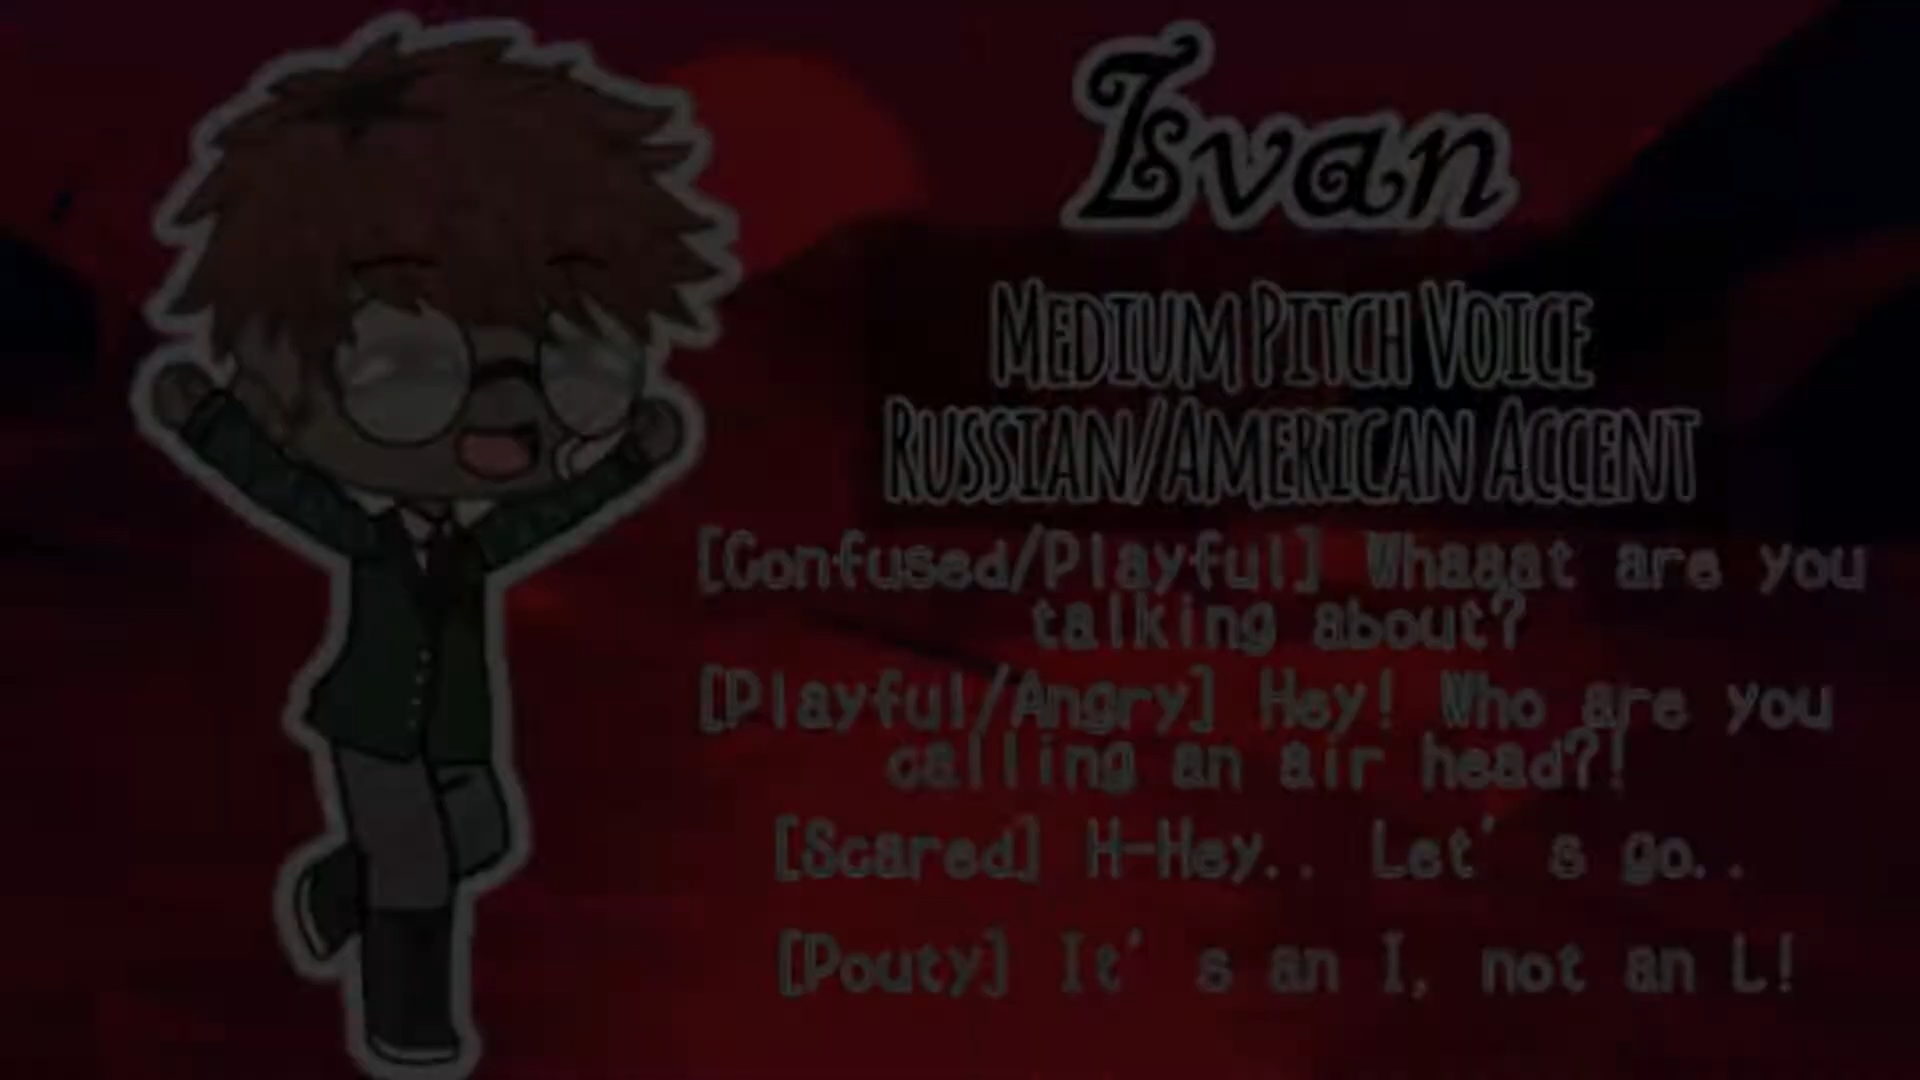 Ivan
Medium Pitch Voice
Russian/American Accent
[Confused/Playful] Whaaat are you
talking about?
[Playful/Angry] Hey! Who are you
calling an air head?!
[Scared] H-Hey.. Let's go..
[Pouty] It's an I, not an L!